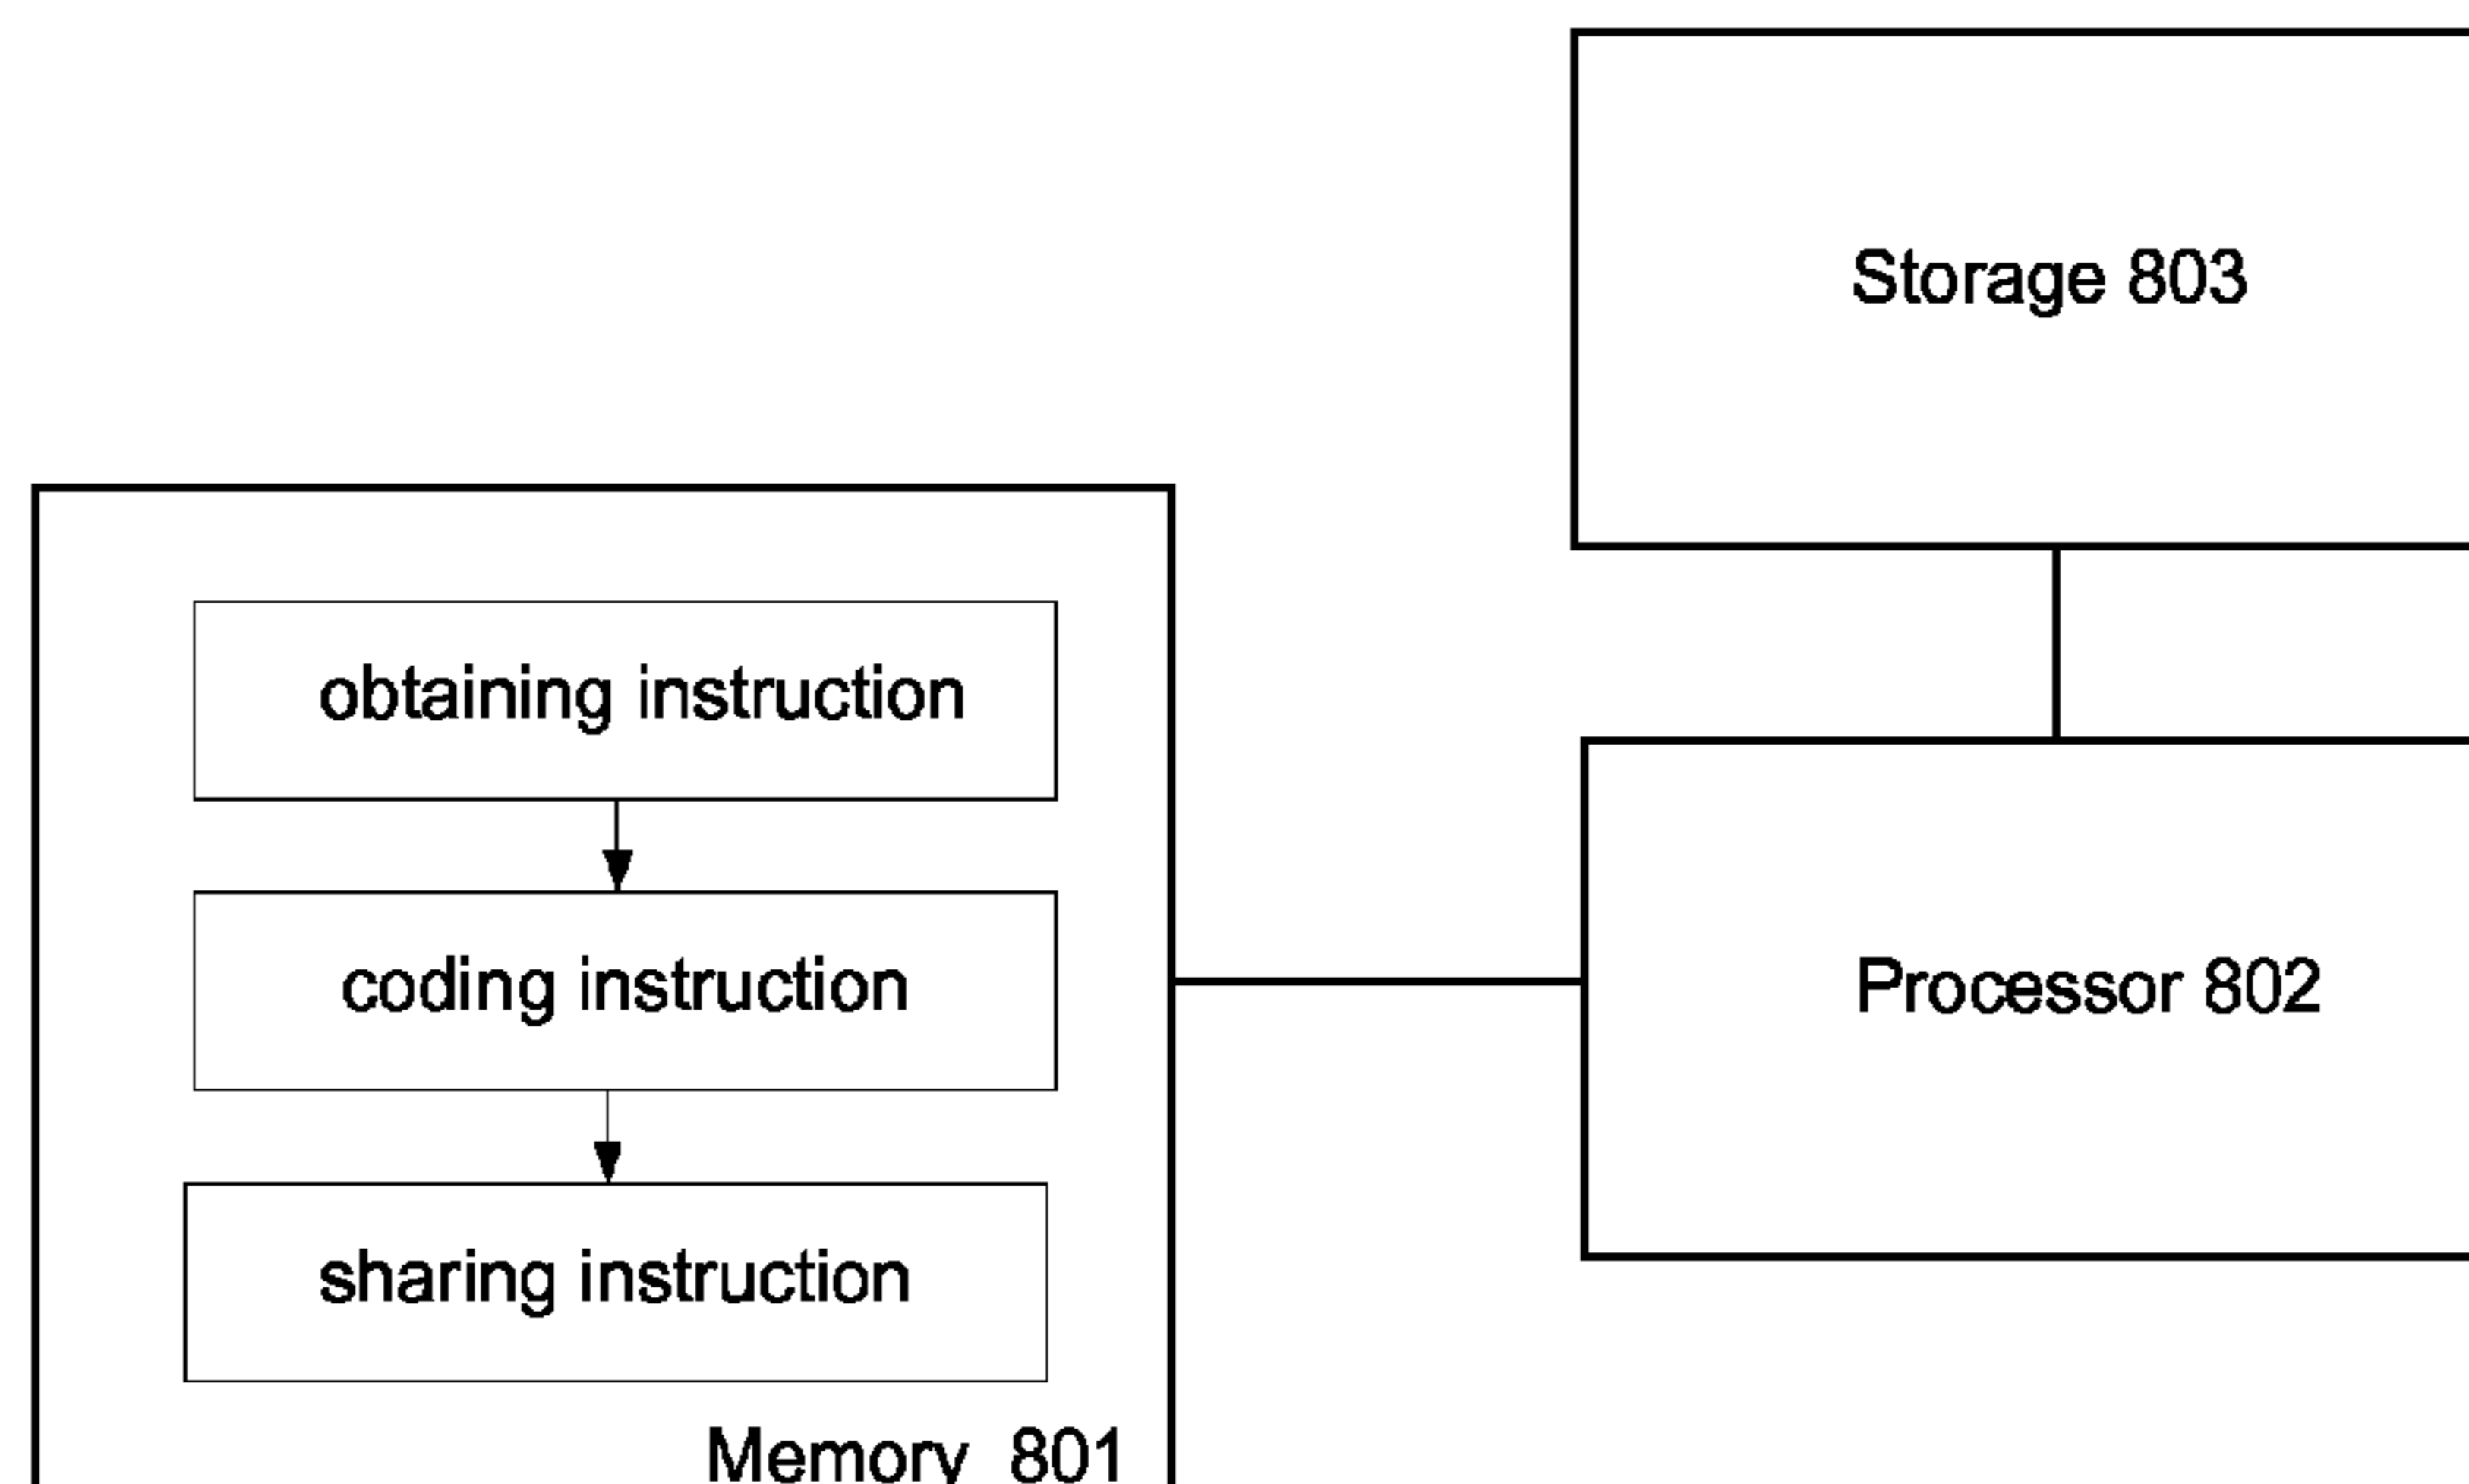 Storage 803
obtaining instruction
coding instruction
Processor 802
sharing instruction
Memory 801